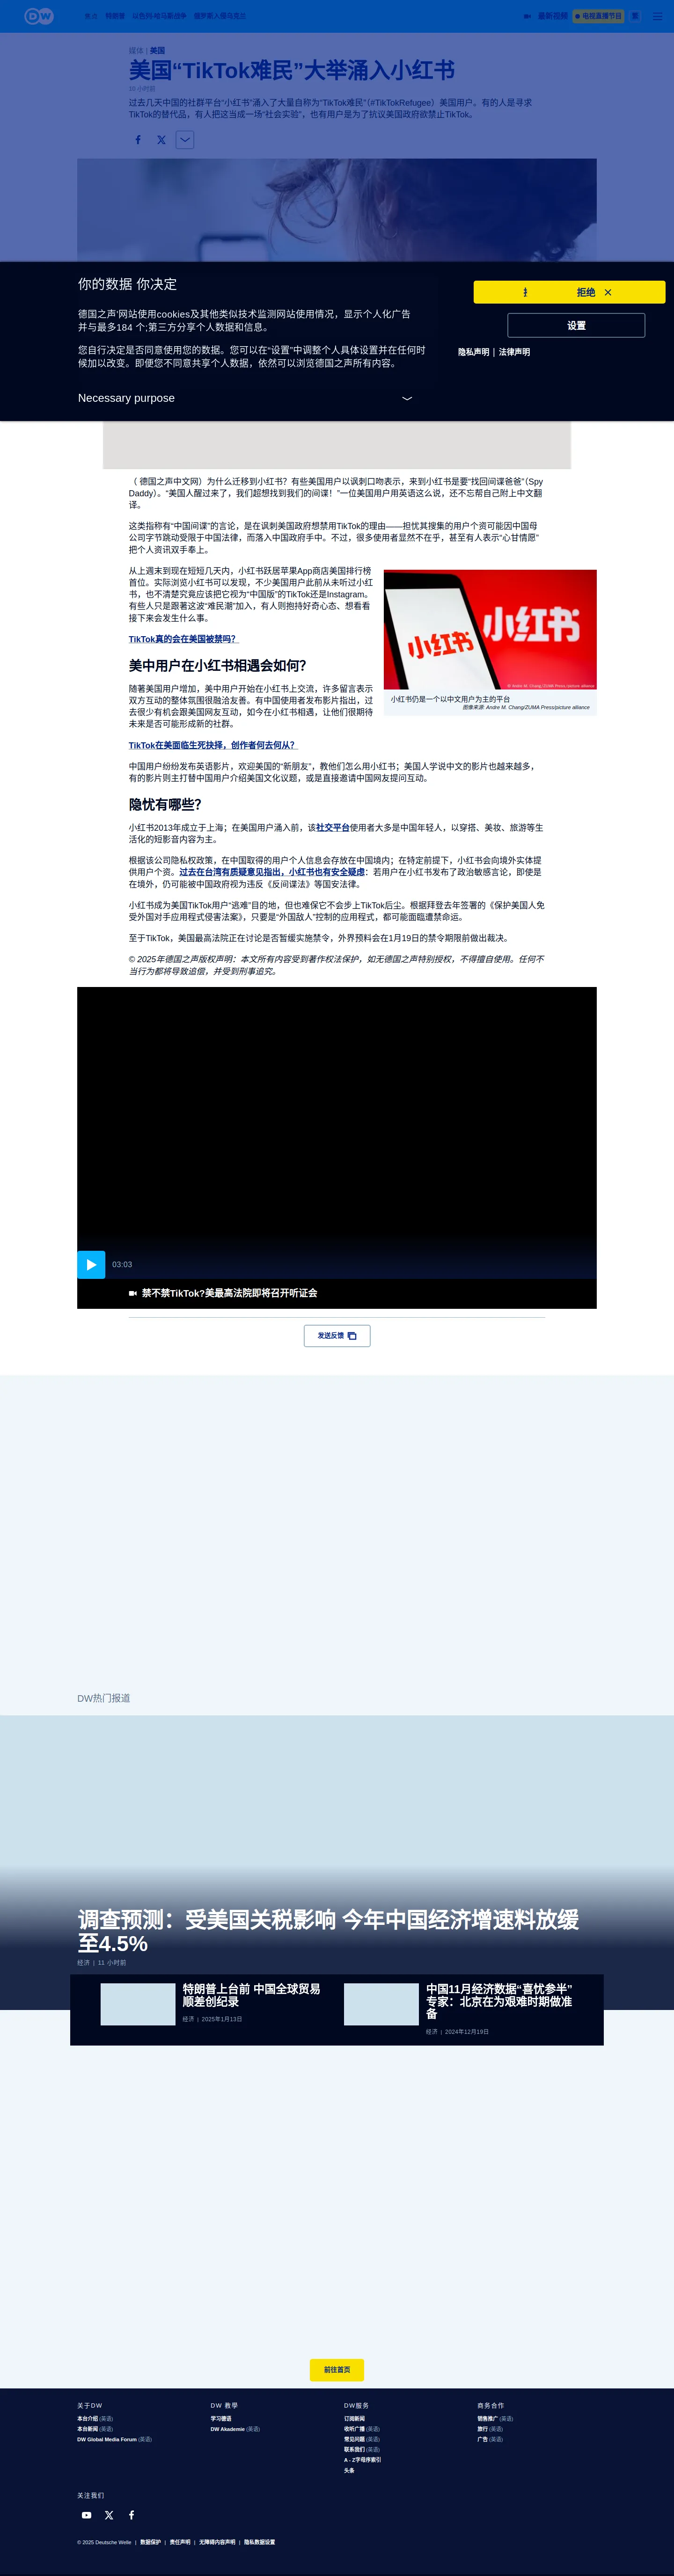 DW
首页
特朗普
以色列-哈马斯战争
俄罗斯入侵乌克兰
最新视频
电视直播节目
媒体 | 美国
美国“TikTok难民”大举涌入小红书
过去几天中国的社群平台“小红书”涌入了大量自称为“TikTok难民”(#TikTokRefugee）美国用户。有的人是寻求
TikTok的替代品，有人把这当成一场“社会实验”，也有用户是为了抗议美国政府欲禁止TikTok。
你的数据 你决定
德国之声‘网站使用cookies及其他类似技术监测网站使用情况，显示个人化广告
并与最多184 个‘第三方分享个人数据和信息。
您自行决定是否同意使用您的数据。您可以在“设置”中调整个人具体设置并在任何时
候加以改变。即便您不同意共享个人数据，依然可以浏览德国之声所有内容。
Necessary purpose
拒绝
设置
隐私声明 | 法律声明
（ 德国之声中文网）为什么迁移到小红书？有些美国用户以讽刺口吻表示，来到小红书是要“找回间谍爸爸”（Spy
Daddy）。“美国人醒过来了，我们超想找到我们的间谍！”一位美国用户用英语这么说，还不忘帮自己附上中文翻
译。
这类指称有“中国间谍”的言论，是在讽刺美国政府想禁用TikTok的理由——担忧其搜集的用户个资可能因中国母
公司字节跳动受限于中国法律，而落入中国政府手中。不过，很多使用者显然不在乎，甚至有人表示“心甘情愿”
把个人资讯双手奉上。
从上周末到现在短短几天内，小红书跃居苹果App商店美国排行榜
首位。实际浏览小红书可以发现，不少美国用户此前从未听过小红
书，也不清楚究竟应该把它视为“中国版”的TikTok还是Instagram。
有些人只是跟著这波“难民潮”加入，有人则抱持好奇心态、想看看
接下来会发生什么事。
小红书
小红书
© Andre M. Chang/ ZUMA Press/picture alliance
小红书仍是一个以中文用户为主的平台
图像来源: Andre M. Chang/ZUMA Press/picture alliance
TikTok真的会在美国被禁吗？
美中用户在小红书相遇会如何？
随著美国用户增加，美中用户开始在小红书上交流，许多留言表示
双方互动的整体氛围很融洽友善。有中国使用者发布影片指出，过
去很少有机会跟美国网友互动，如今在小红书相遇，让他们很期待
未来是否可能形成新的社群。
TikTok在美面临生死抉择，创作者何去何从？
中国用户纷纷发布英语影片，欢迎美国的“新朋友”，教他们怎么用小红书；美国人学说中文的影片也越来越多，
有的影片则主打替中国用户介绍美国文化议题，或是直接邀请中国网友提问互动。
隐忧有哪些？
小红书2013年成立于上海；在美国用户涌入前，该社交平台使用者大多是中国年轻人，以穿搭、美妆、旅游等生
活化的短影音内容为主。
根据该公司隐私权政策，在中国取得的用户个人信息会存放在中国境内；在特定前提下，小红书会向境外实体提
供用户个资。过去在台湾有质疑意见指出，小红书也有安全疑虑：若用户在小红书发布了政治敏感言论，即使是
在境外，仍可能被中国政府视为违反《反间谍法》等国安法律。
小红书成为美国TikTok用户“逃难”目的地，但也难保它不会步上TikTok后尘。根据拜登去年签署的《保护美国人免
受外国对手应用程式侵害法案》，只要是“外国敌人”控制的应用程式，都可能面临遭禁命运。
至于TikTok，美国最高法院正在讨论是否暂缓实施禁令，外界预料会在1月19日的禁令期限前做出裁决。
© 2025年德国之声版权声明：本文所有内容受到著作权法保护，如无德国之声特别授权，不得擅自使用。任何不
当行为都将导致追偿，并受到刑事追究。
03:03
禁不禁TikTok?美最高法院即将召开听证会
发送反馈
DW热门报道
调查预测：受美国关税影响 今年中国经济增速料放缓
至4.5%
经济 | 11 小时前
特朗普上台前 中国全球贸易
顺差创纪录
经济 | 2025年1月13日
中国11月经济数据“喜忧参半”
专家：北京在为艰难时期做准
备
经济 | 2024年12月19日
前往首页
关于DW
本台介绍 (英语)
本台新闻 (英语)
DW Global Media Forum (英语)
DW 教學
学习德语
DW Akademie (英语)
DW服务
订阅新闻
收听广播 (英语)
常见问题 (英语)
联系我们 (英语)
A - Z字母序索引
头条
商务合作
销售推广 (英语)
旅行 (英语)
广告 (英语)
关注我们
© 2025 Deutsche Welle | 数据保护 | 责任声明 | 无障碍内容声明 | 隐私数据设置